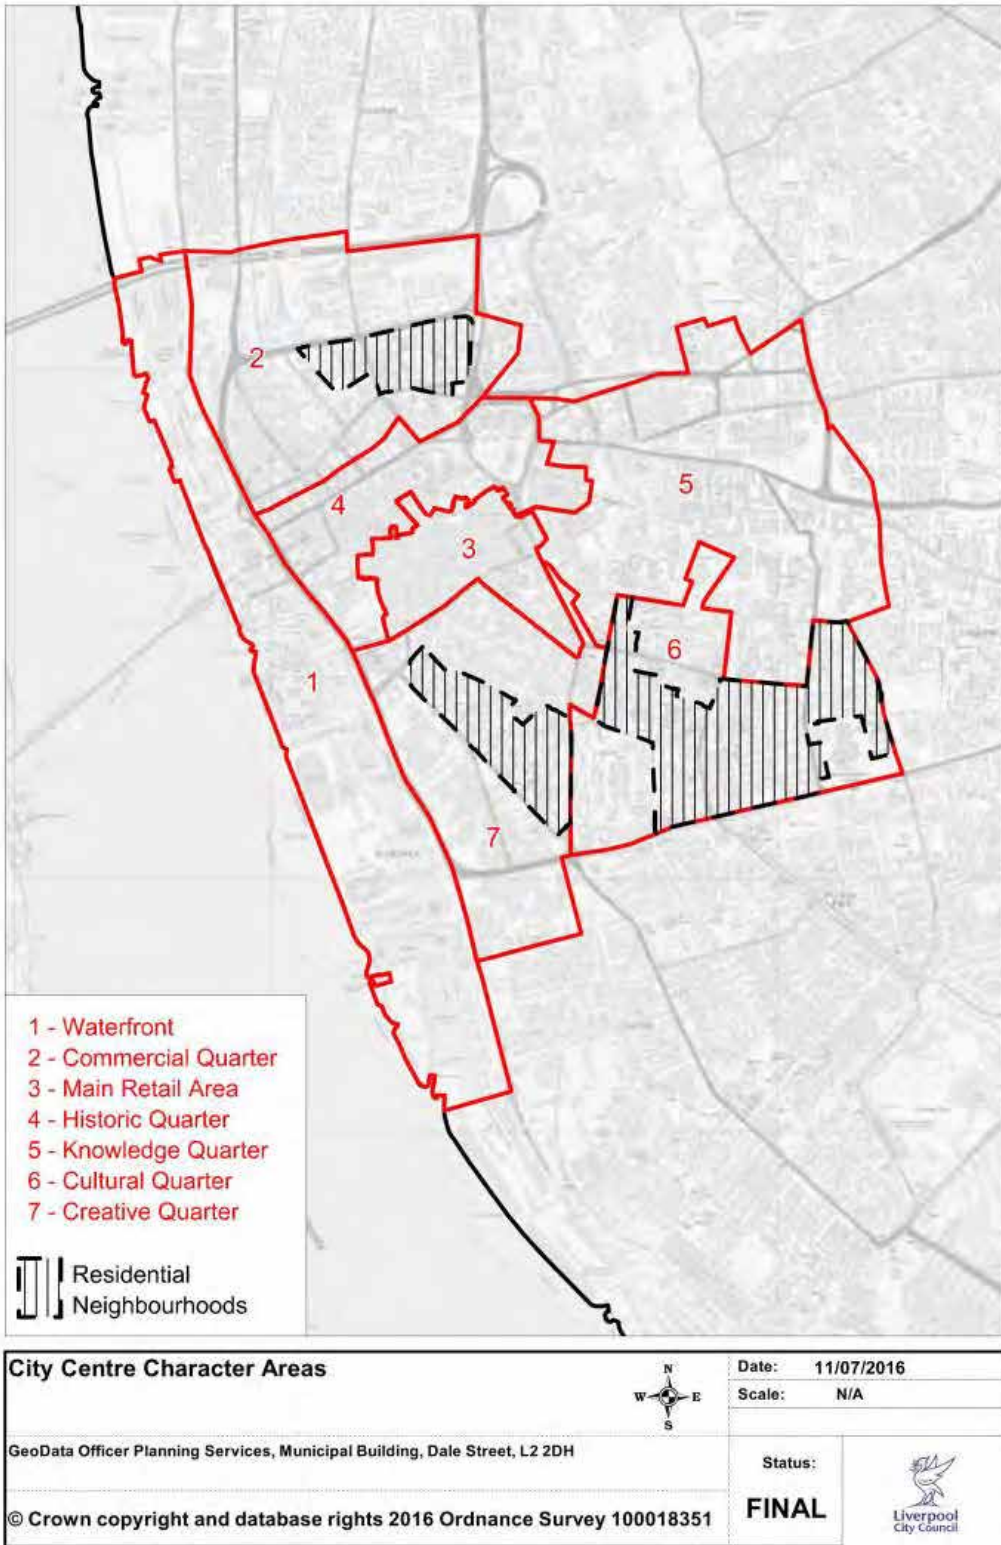 2
5
4
3
6
1
7
1 - Waterfront
2 - Commercial Quarter
3 - Main Retail Area
4 - Historic Quarter
5 - Knowledge Quarter
6 - Cultural Quarter
7 - Creative Quarter
Residential
Neighbourhoods
City Centre Character Areas
N
W E
S
Date: 11/07/2016
Scale: N/A
GeoData Officer Planning Services, Municipal Building, Dale Street, L2 2DH
Status:
FINAL
Liverpool
City Council
© Crown copyright and database rights 2016 Ordnance Survey 100018351